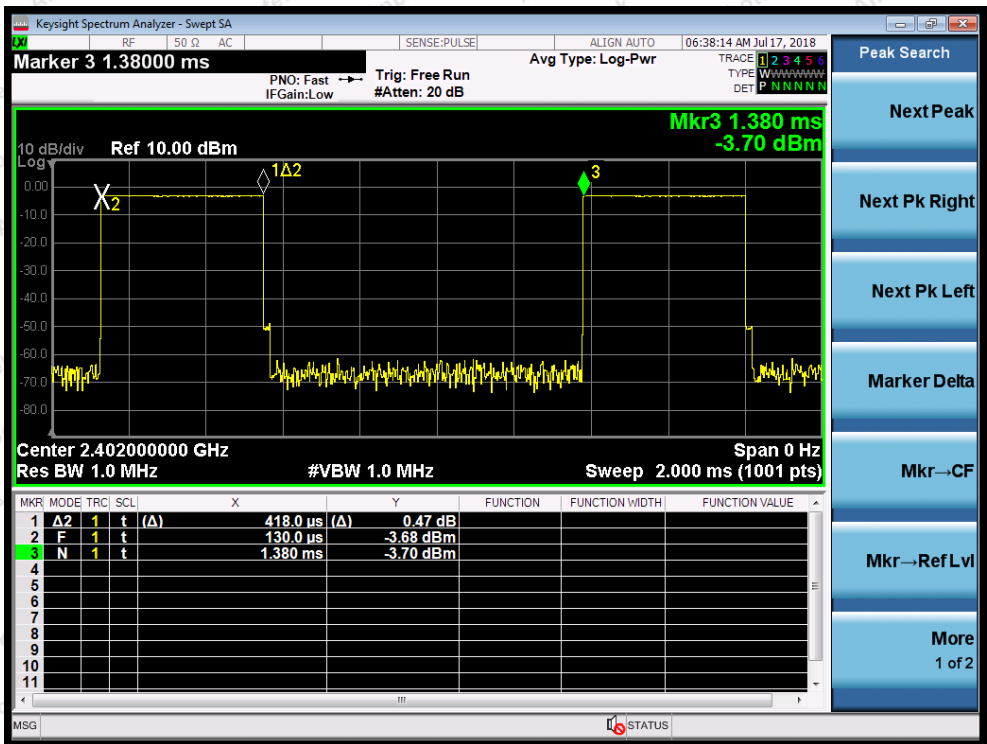 Keysight Spectrum Analyzer - Swept SA
LXI RF 50 Ω AC SENSE:PULSE ALIGN AUTO 06:38:14 AM Jul 17, 2018
Marker 3 1.38000 ms
PNO: Fast
IFGain:Low
Trig: Free Run
#Atten: 20 dB
Avg Type: Log-Pwr
TRACE 1 2 3 4 5 6
TYPE WWWWWW
DET P N N N N N
Peak Search
Next Peak
Next Pk Right
Next Pk Left
Marker Delta
Mkr→CF
Mkr→RefLvl
More
1 of 2
Mkr3 1.380 ms
-3.70 dBm
10 dB/div Ref 10.00 dBm
Log
1Δ2
3
2
0.00
-10.0
-20.0
-30.0
-40.0
-50.0
-60.0
-70.0
-80.0
Center 2.402000000 GHz Span 0 Hz
Res BW 1.0 MHz #VBW 1.0 MHz Sweep 2.000 ms (1001 pts)
MKR MODE TRC SCL X Y FUNCTION FUNCTION WIDTH FUNCTION VALUE
1 Δ2 1 t (Δ) 418.0 µs (Δ) 0.47 dB
2 F 1 t 130.0 µs -3.68 dBm
3 N 1 t 1.380 ms -3.70 dBm
4
5
6
7
8
9
10
11
MSG STATUS